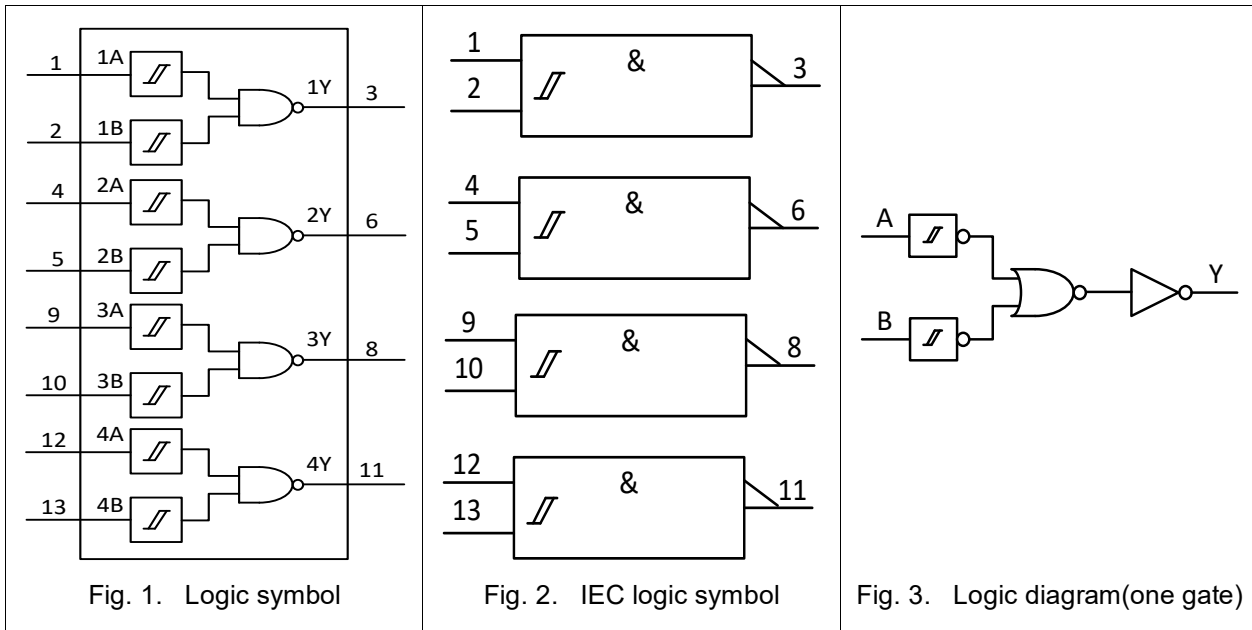 1 1A
1Y 3
2 1B
4 2A
2Y 6
5 2B
9 3A
3Y 8
10 3B
12 4A
4Y 11
13 4B
Fig. 1. Logic symbol
1 &
3
2
4 &
6
5
9 &
8
10
12 &
11
13
Fig. 2. IEC logic symbol
A
Y
B
Fig. 3. Logic diagram(one gate)